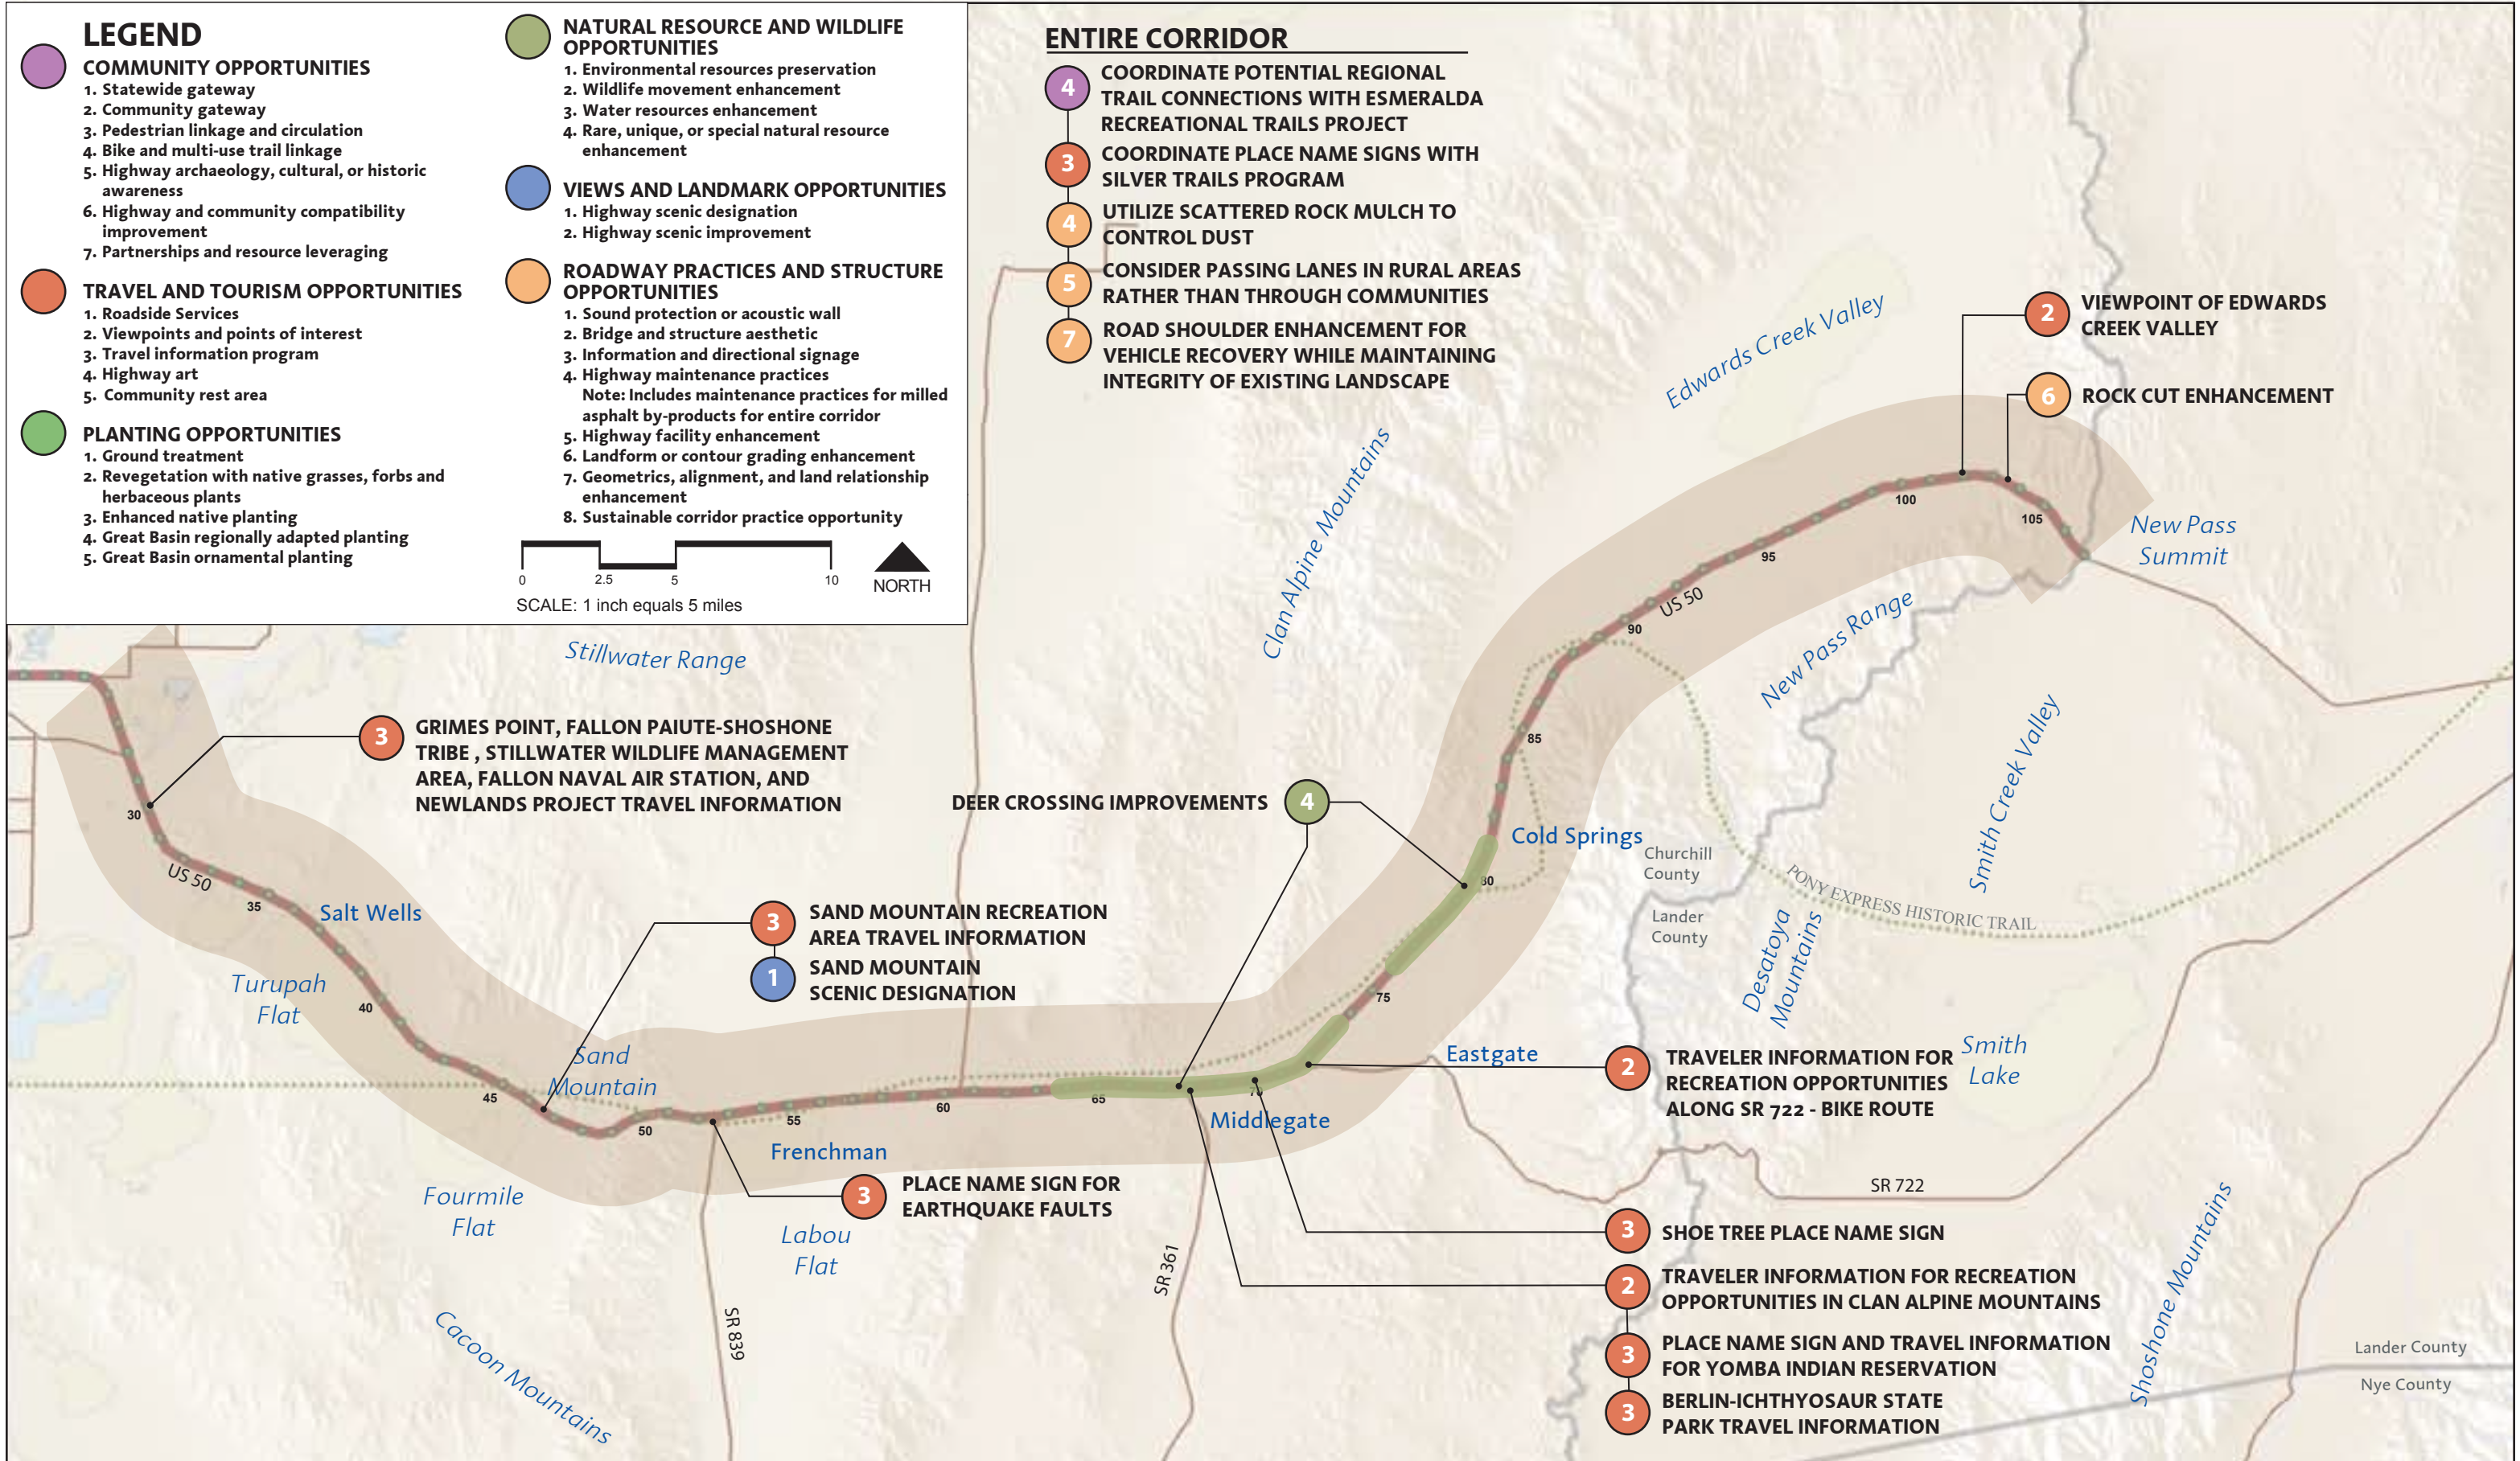 LEGEND
COMMUNITY OPPORTUNITIES
1. Statewide gateway
2. Community gateway
3. Pedestrian linkage and circulation
4. Bike and multi-use trail linkage
5. Highway archaeology, cultural, or historic
awareness
6. Highway and community compatibility
improvement
7. Partnerships and resource leveraging
TRAVEL AND TOURISM OPPORTUNITIES
1. Roadside Services
2. Viewpoints and points of interest
3. Travel information program
4. Highway art
5. Community rest area
PLANTING OPPORTUNITIES
1. Ground treatment
2. Revegetation with native grasses, forbs and
herbaceous plants
3. Enhanced native planting
4. Great Basin regionally adapted planting
5. Great Basin ornamental planting
NATURAL RESOURCE AND WILDLIFE
OPPORTUNITIES
1. Environmental resources preservation
2. Wildlife movement enhancement
3. Water resources enhancement
4. Rare, unique, or special natural resource
enhancement
VIEWS AND LANDMARK OPPORTUNITIES
1. Highway scenic designation
2. Highway scenic improvement
ROADWAY PRACTICES AND STRUCTURE
OPPORTUNITIES
1. Sound protection or acoustic wall
2. Bridge and structure aesthetic
3. Information and directional signage
4. Highway maintenance practices
Note: Includes maintenance practices for milled
asphalt by-products for entire corridor
5. Highway facility enhancement
6. Landform or contour grading enhancement
7. Geometrics, alignment, and land relationship
enhancement
8. Sustainable corridor practice opportunity
0 2.5 5 10
NORTH
SCALE: 1 inch equals 5 miles
ENTIRE CORRIDOR
4 COORDINATE POTENTIAL REGIONAL
TRAIL CONNECTIONS WITH ESMERALDA
RECREATIONAL TRAILS PROJECT
3 COORDINATE PLACE NAME SIGNS WITH
SILVER TRAILS PROGRAM
4 UTILIZE SCATTERED ROCK MULCH TO
CONTROL DUST
5 CONSIDER PASSING LANES IN RURAL AREAS
RATHER THAN THROUGH COMMUNITIES
7 ROAD SHOULDER ENHANCEMENT FOR
VEHICLE RECOVERY WHILE MAINTAINING
INTEGRITY OF EXISTING LANDSCAPE
2 VIEWPOINT OF EDWARDS
CREEK VALLEY
6 ROCK CUT ENHANCEMENT
Edwards Creek Valley
Clan Alpine Mountains
New Pass
Summit
New Pass Range
100
105
95
US 50
90
85
Stillwater Range
3 GRIMES POINT, FALLON PAIUTE-SHOSHONE
TRIBE , STILLWATER WILDLIFE MANAGEMENT
AREA, FALLON NAVAL AIR STATION, AND
NEWLANDS PROJECT TRAVEL INFORMATION
30
US 50
35
Salt Wells
Turupah
Flat
40
DEER CROSSING IMPROVEMENTS 4
Cold Springs
80
Churchill
County
Lander
County
PONY EXPRESS HISTORIC TRAIL
Smith Creek Valley
Desatoya
Mountains
3 SAND MOUNTAIN RECREATION
AREA TRAVEL INFORMATION
1 SAND MOUNTAIN
SCENIC DESIGNATION
Sand
Mountain
45
50
55
60
65
70
75
Middlegate
Eastgate
2 TRAVELER INFORMATION FOR
RECREATION OPPORTUNITIES
ALONG SR 722 - BIKE ROUTE
Smith
Lake
Frenchman
3 PLACE NAME SIGN FOR
EARTHQUAKE FAULTS
Fourmile
Flat
Labou
Flat
SR 722
SR 361
SR 839
Cacoon Mountains
3 SHOE TREE PLACE NAME SIGN
2 TRAVELER INFORMATION FOR RECREATION
OPPORTUNITIES IN CLAN ALPINE MOUNTAINS
3 PLACE NAME SIGN AND TRAVEL INFORMATION
FOR YOMBA INDIAN RESERVATION
3 BERLIN-ICHTHYOSAUR STATE
PARK TRAVEL INFORMATION
Shoshone Mountains
Lander County
Nye County